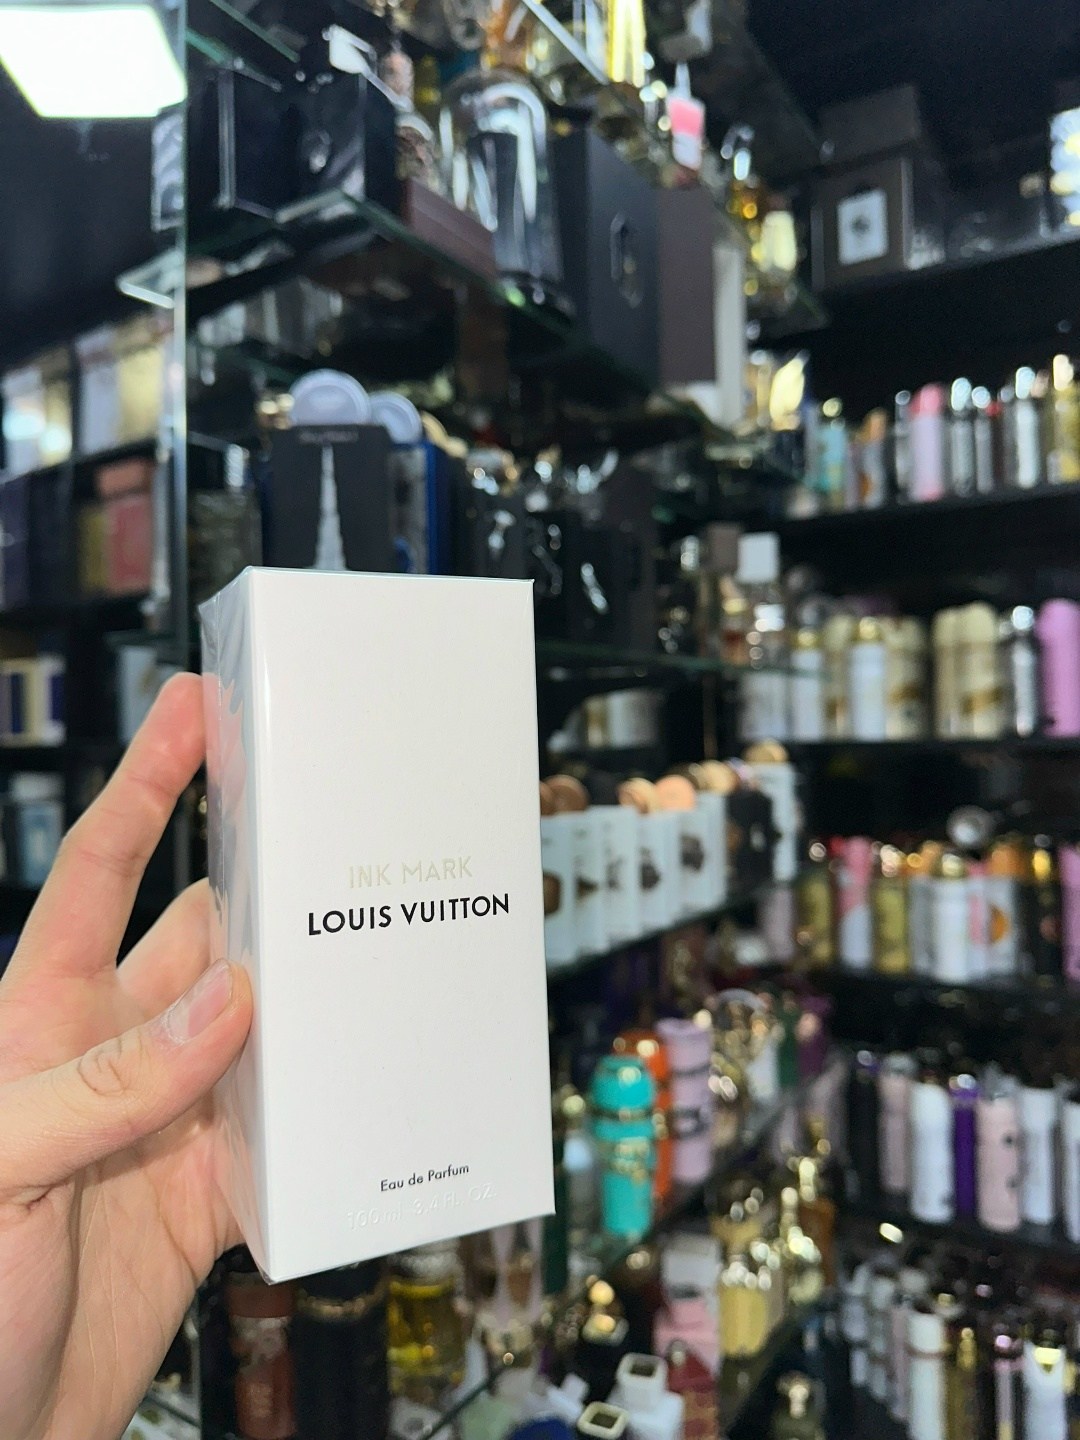 INK MARK
LOUIS VUITTON
Eau de Parfum
100 ml 3.4 FL. OZ.